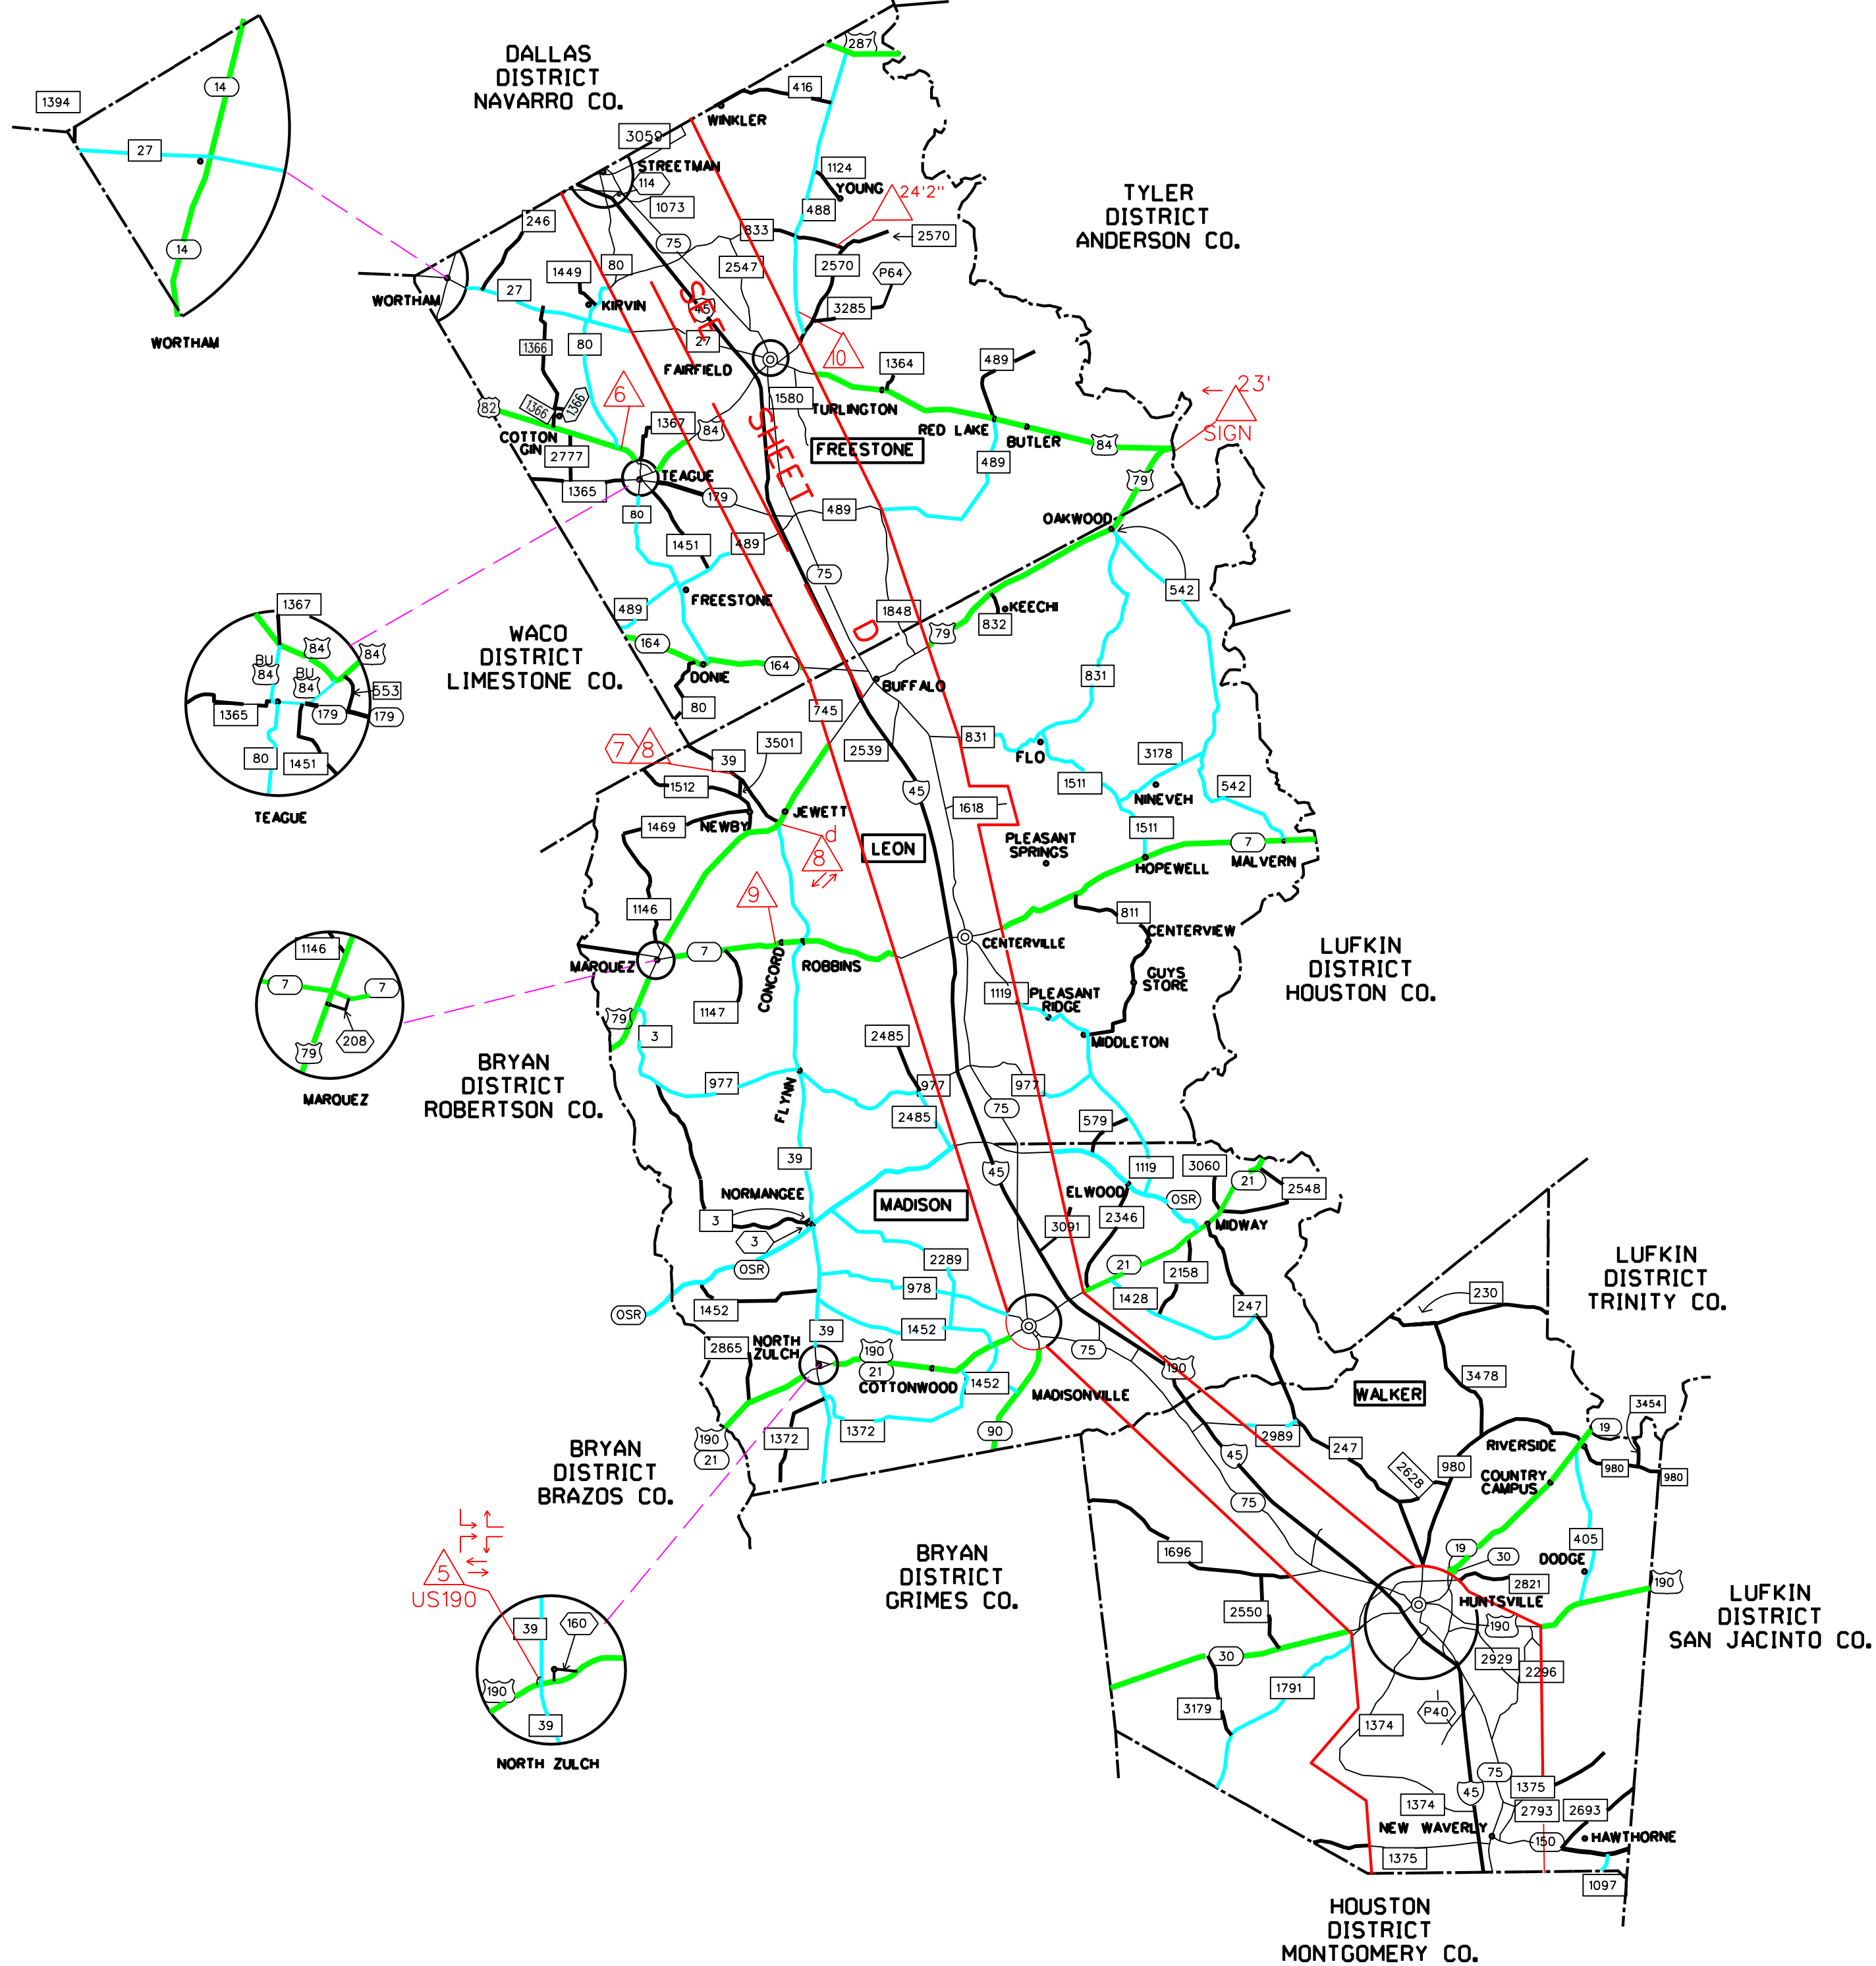 DALLAS
DISTRICT
NAVARRO CO.
287
416
WINKLER
14
1394
27
3059
STREETMAN
114
1073
1124
YOUNG
24'2"
488
TYLER
DISTRICT
ANDERSON CO.
246
833
2570
75
14
80
2547
2570
P64
1449
27
WORTHAM
KIRVIN
45
SEE
3285
WORTHAM
1366
80
27
10
FAIRFIELD
1364
489
6
1580
23'
82
1366
1366
TURLINGTON
SIGN
1367
84
RED LAKE
BUTLER
84
COTTON
GIN
SHEET
FREESTONE
2777
489
TEAGUE
79
1365
179
80
489
OAKWOOD
1451
489
75
542
FREESTONE
1367
489
1848
KEECHI
832
WACO
DISTRICT
LIMESTONE CO.
D
79
164
84
84
BU
84
BU
84
164
DONIE
831
BUFFALO
553
1365
179
179
80
745
80
1451
7
8
3501
2539
831
39
FLO
3178
1512
45
1511
542
NINEVEH
TEAGUE
JEWETT
1618
1469
NEWBY
1511
d
LEON
PLEASANT
SPRINGS
7
8
MALVERN
HOPEWELL
9
1146
811
CENTERVIEW
1146
7
CENTERVILLE
LUFKIN
DISTRICT
HOUSTON CO.
MARQUEZ
CONCORD
ROBBINS
GUYS
STORE
7
7
1119
PLEASANT
RIDGE
1147
79
208
3
2485
MIDDLETON
79
BRYAN
DISTRICT
ROBERTSON CO.
977
977
977
MARQUEZ
FLYNN
75
2485
579
39
45
1119
3060
21
2548
NORMANGEE
MADISON
ELWOOD
OSR
3
2346
3091
MIDWAY
3
OSR
2289
21
2158
LUFKIN
DISTRICT
TRINITY CO.
978
1428
230
1452
247
OSR
39
1452
2865
NORTH
ZULCH
190
21
75
190
3478
COTTONWOOD
1452
MADISONVILLE
WALKER
3454
190
21
1372
1372
90
2989
19
BRYAN
DISTRICT
BRAZOS CO.
247
RIVERSIDE
45
2628
980
980
980
COUNTRY
CAMPUS
75
405
BRYAN
DISTRICT
GRIMES CO.
1696
19
30
DODGE
5
US190
2821
190
HUNTSVILLE
LUFKIN
DISTRICT
SAN JACINTO CO.
2550
190
39
160
30
2929
2296
190
1791
3179
P40
39
1374
NORTH ZULCH
75
1375
45
1374
2793
2693
NEW WAVERLY
150
HAWTHORNE
1375
1097
HOUSTON
DISTRICT
MONTGOMERY CO.